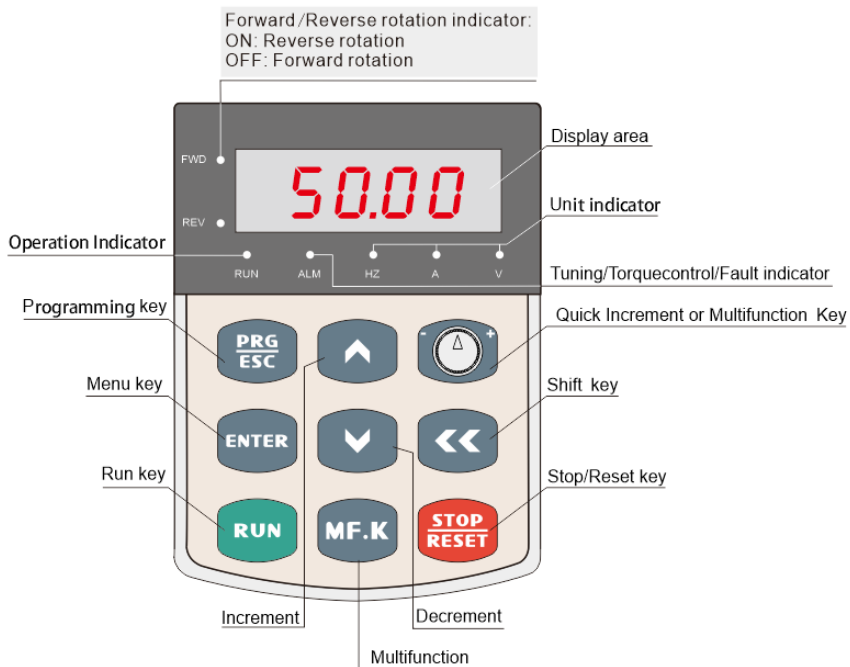 Forward/Reverse rotation indicator:
ON: Reverse rotation
OFF: Forward rotation
FWD
50.00
Display area
REV
Unit indicator
Operation Indicator
RUN
ALM
HZ
A
V
Tuning/Torquecontrol/Fault indicator
Programming key
PRG
ESC
- +
Quick Increment or Multifunction Key
Menu key
ENTER
Shift key
Run key
RUN
MF.K
STOP
RESET
Stop/Reset key
Increment
Decrement
Multifunction